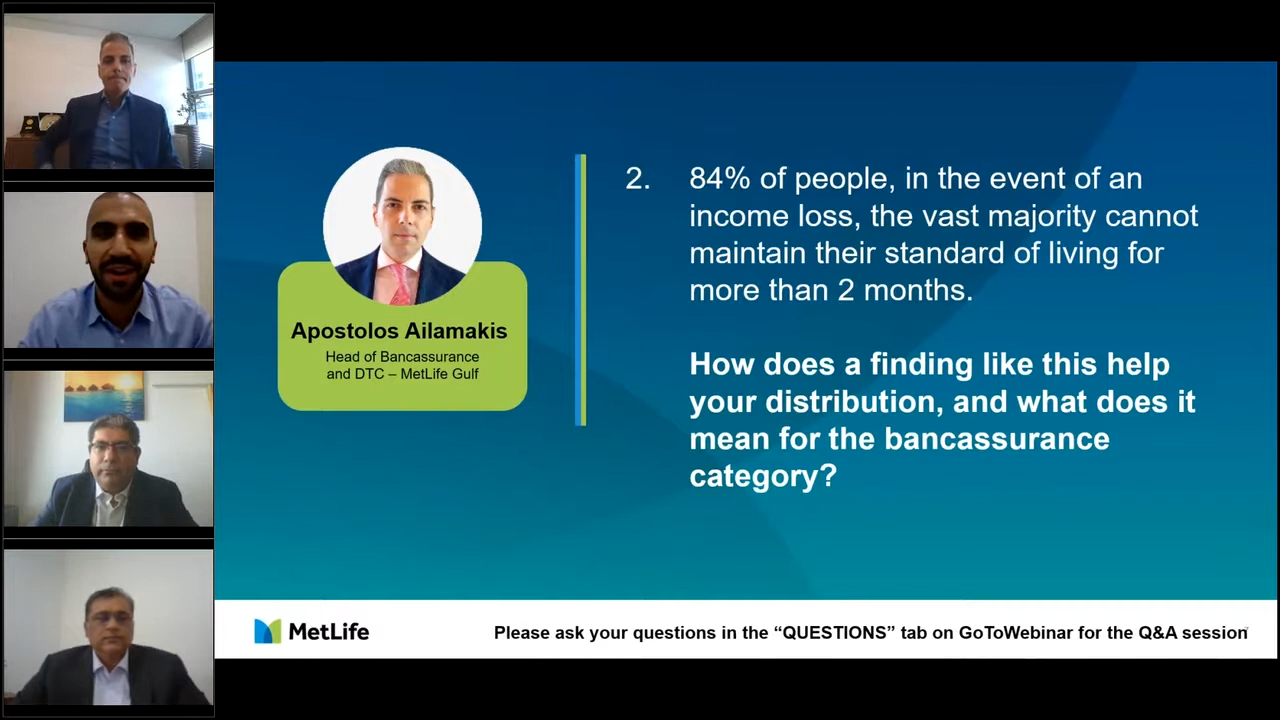 Apostolos Ailamakis
Head of Bancassurance
and DTC – MetLife Gulf
2. 84% of people, in the event of an
income loss, the vast majority cannot
maintain their standard of living for
more than 2 months.
How does a finding like this help
your distribution, and what does it
mean for the bancassurance
category?
MetLife
Please ask your questions in the “QUESTIONS” tab on GoToWebinar for the Q&A session